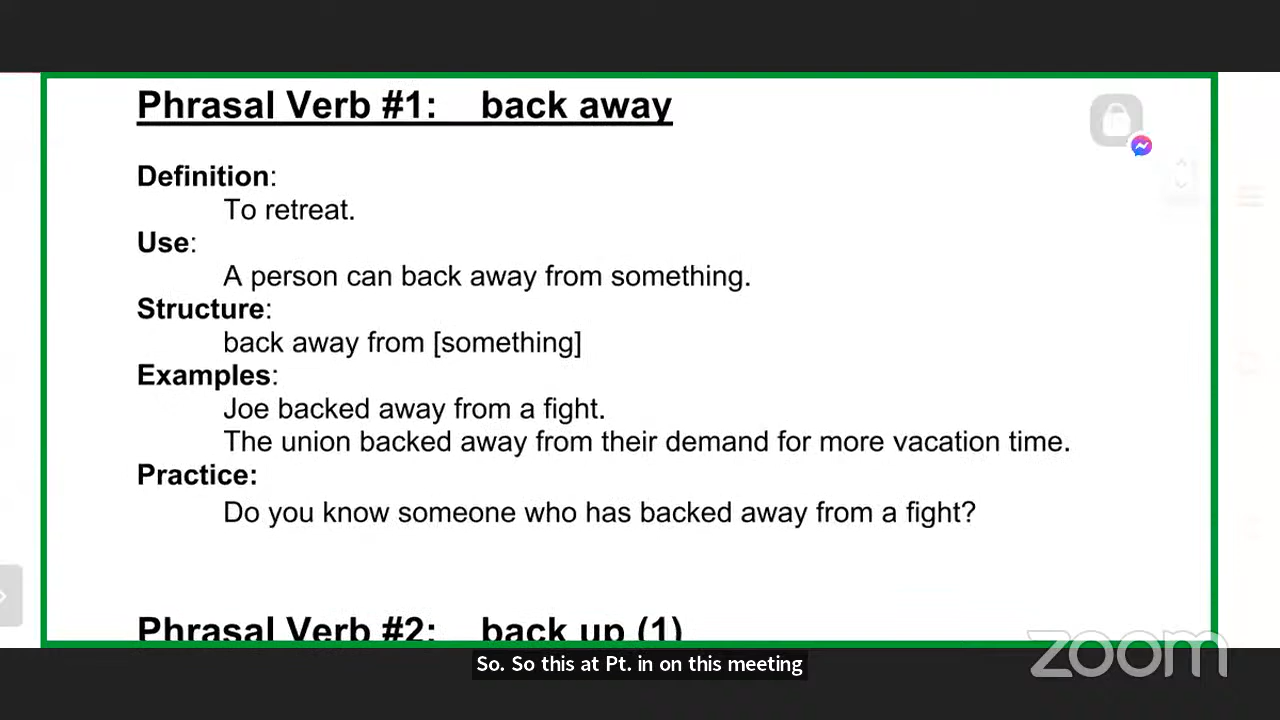 Phrasal Verb #1: back away
Definition:
To retreat.
Use:
A person can back away from something.
Structure:
back away from [something]
Examples:
Joe backed away from a fight.
The union backed away from their demand for more vacation time.
Practice:
Do you know someone who has backed away from a fight?
Phrasal Verb #2: back up (1)
So. So this at Pt. in on this meeting
zoom